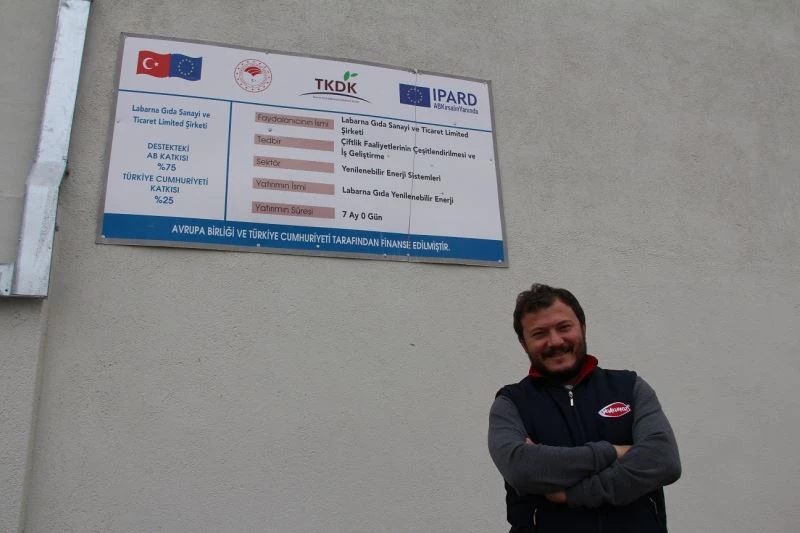 TKDK
IPARD
ABKırsalınYanında
Labarna Gıda Sanayi ve
Ticaret Limited Şirketi
DESTEKTEKİ
AB KATKISI
%75
TÜRKİYE CUMHURİYETİ
KATKISI
%25
Faydalanıcının İsmi
Labarna Gıda Sanayi ve Ticaret Limited
Şirketi
Tedbir
Çiftlik Faaliyetlerinin Çeşitlendirilmesi ve
İş Geliştirme
Sektör
Yenilenebilir Enerji Sistemleri
Yatırımın İsmi
Labarna Gıda Yenilenebilir Enerji
Yatırımın Süresi
7 Ay 0 Gün
AVRUPA BİRLİĞİ VE TÜRKİYE CUMHURİYETİ TARAFINDAN FİNANSE EDİLMİŞTİR.